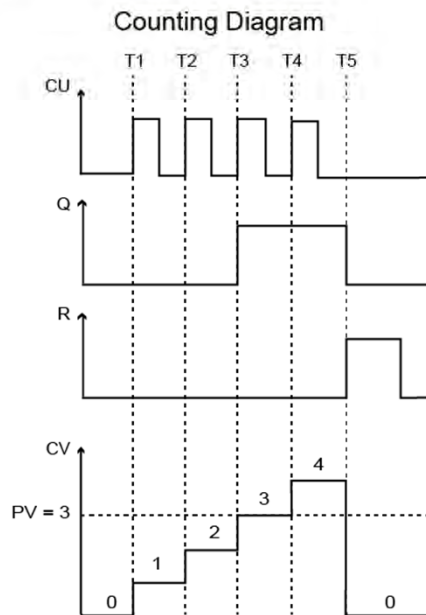 Counting Diagram
T1 T2 T3 T4 T5
CU
Q
R
CV
4
PV = 3 3
2
1
0 0